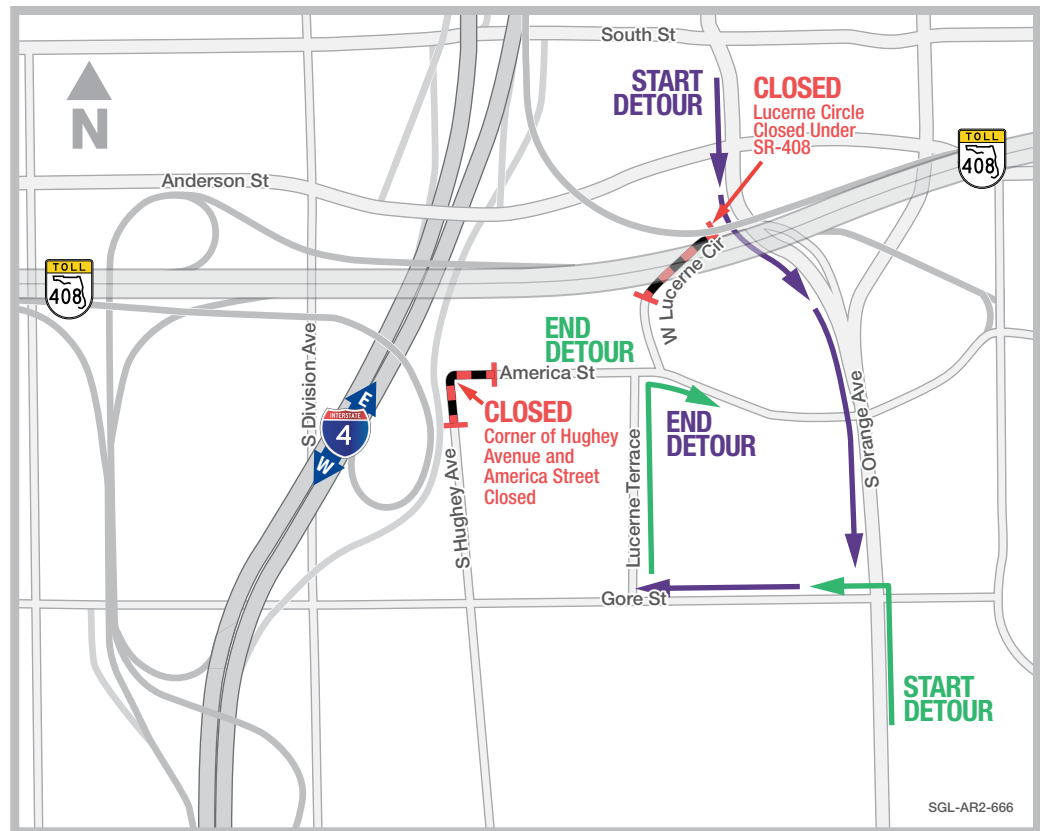 South St
START
DETOUR
CLOSED
Lucerne Circle
Closed Under
SR-408
N
TOLL
408
Anderson St
TOLL
408
W Lucerne Cir
END
DETOUR
S Division Ave
America St
E
INTERSTATE
4
W
CLOSED
Corner of Hughey
Avenue and
America Street
Closed
END
DETOUR
S Orange Ave
S Hughey Ave
Lucerne Terrace
Gore St
START
DETOUR
SGL-AR2-666